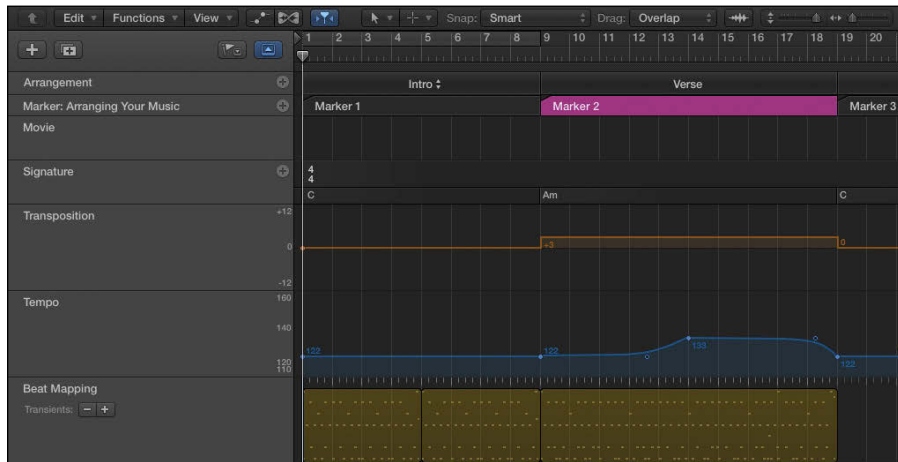 Edit Functions View Snap: Smart Drag: Overlap
1 2 3 4 5 6 7 8 9 10 11 12 13 14 15 16 17 18 19 20
Arrangement Intro Verse
Marker: Arranging Your Music Marker 1 Marker 2 Marker 3
Movie
Signature 4
4
C Am C
Transposition +12
0 +3 0
-12
Tempo 160
140
122 122 138
120 122
110
Beat Mapping
Transients: − +